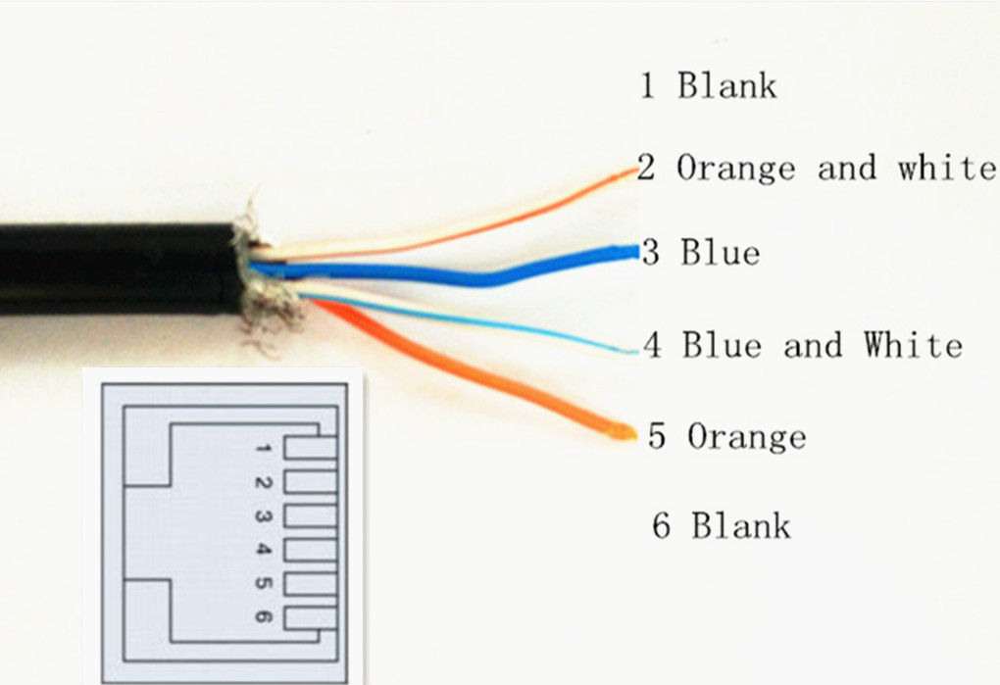 1 Blank
2 Orange and white
3 Blue
4 Blue and White
5 Orange
6 Blank
1
2
3
4
5
6